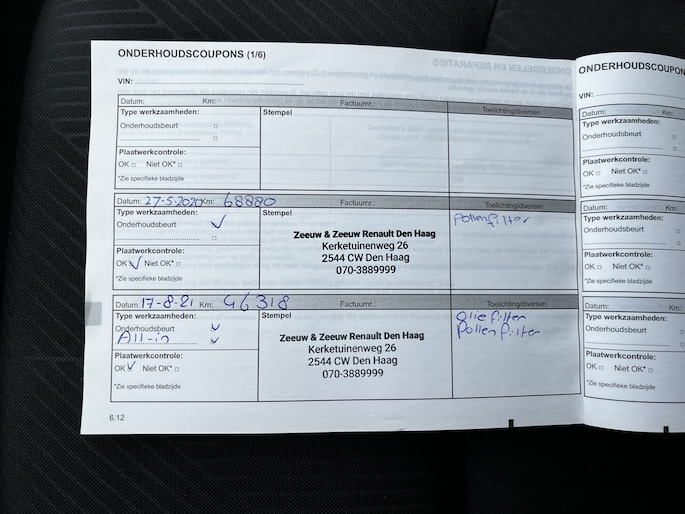 ONDERHOUDSCOUPONS (1/6)
VIN:
Datum: Km: Factuurnr.: Toelichting/diversen
Type werkzaamheden: Stempel
Onderhoudsbeurt
Plaatwerkcontrole:
OK Niet OK*
*Zie specifieke bladzijde
Datum: 27-5-2020 Km: 68880 Factuurnr.: Toelichting/diversen
Type werkzaamheden: Stempel Pollenfilter
Onderhoudsbeurt
Zeeuw & Zeeuw Renault Den Haag
Kerketuinenweg 26
2544 CW Den Haag
070-3889999
Plaatwerkcontrole:
OK Niet OK*
*Zie specifieke bladzijde
Datum: 17-8-21 Km: 46318 Factuurnr.: Toelichting/diversen
Type werkzaamheden: Stempel
Onderhoudsbeurt
All-in
Zeeuw & Zeeuw Renault Den Haag
Kerketuinenweg 26
2544 CW Den Haag
070-3889999
Oliefilter
Pollenfilter
Plaatwerkcontrole:
OK Niet OK*
*Zie specifieke bladzijde
6.12
ONDERHOUDSCOUPON
VIN:
Datum: Km:
Type werkzaamheden:
Onderhoudsbeurt
Plaatwerkcontrole:
OK Niet OK*
*Zie specifieke bladzijde
Datum: Km:
Type werkzaamheden:
Onderhoudsbeurt
Plaatwerkcontrole:
OK Niet OK*
*Zie specifieke bladzijde
Datum: Km:
Type werkzaamheden:
Onderhoudsbeurt
Plaatwerkcontrole:
OK Niet OK*
*Zie specifieke bladzijde